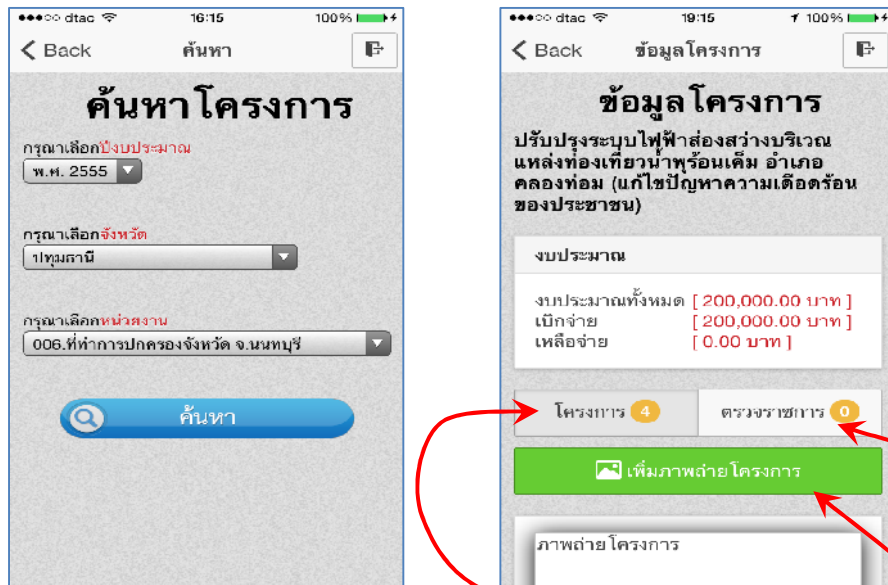 dtac 16:15 100%
Back ค้นหา
ค้นหาโครงการ
กรุณาเลือกปีงบประมาณ
พ.ศ. 2555
กรุณาเลือกจังหวัด
ปทุมธานี
กรุณาเลือกหน่วยงาน
006.ที่ทำการปกครองจังหวัด จ.นนทบุรี
ค้นหา
dtac 19:15 100%
Back ข้อมูลโครงการ
ข้อมูลโครงการ
ปรับปรุงระบบไฟฟ้าส่องสว่างบริเวณ
แหล่งท่องเที่ยวน้ำพุร้อนเค็ม อำเภอ
คลองท่อม (แก้ไขปัญหาความเดือดร้อน
ของประชาชน)
งบประมาณ
งบประมาณทั้งหมด [ 200,000.00 บาท ]
เบิกจ่าย [ 200,000.00 บาท ]
เหลือจ่าย [ 0.00 บาท ]
โครงการ 4 ตรวจราชการ 0
เพิ่มภาพถ่ายโครงการ
ภาพถ่ายโครงการ